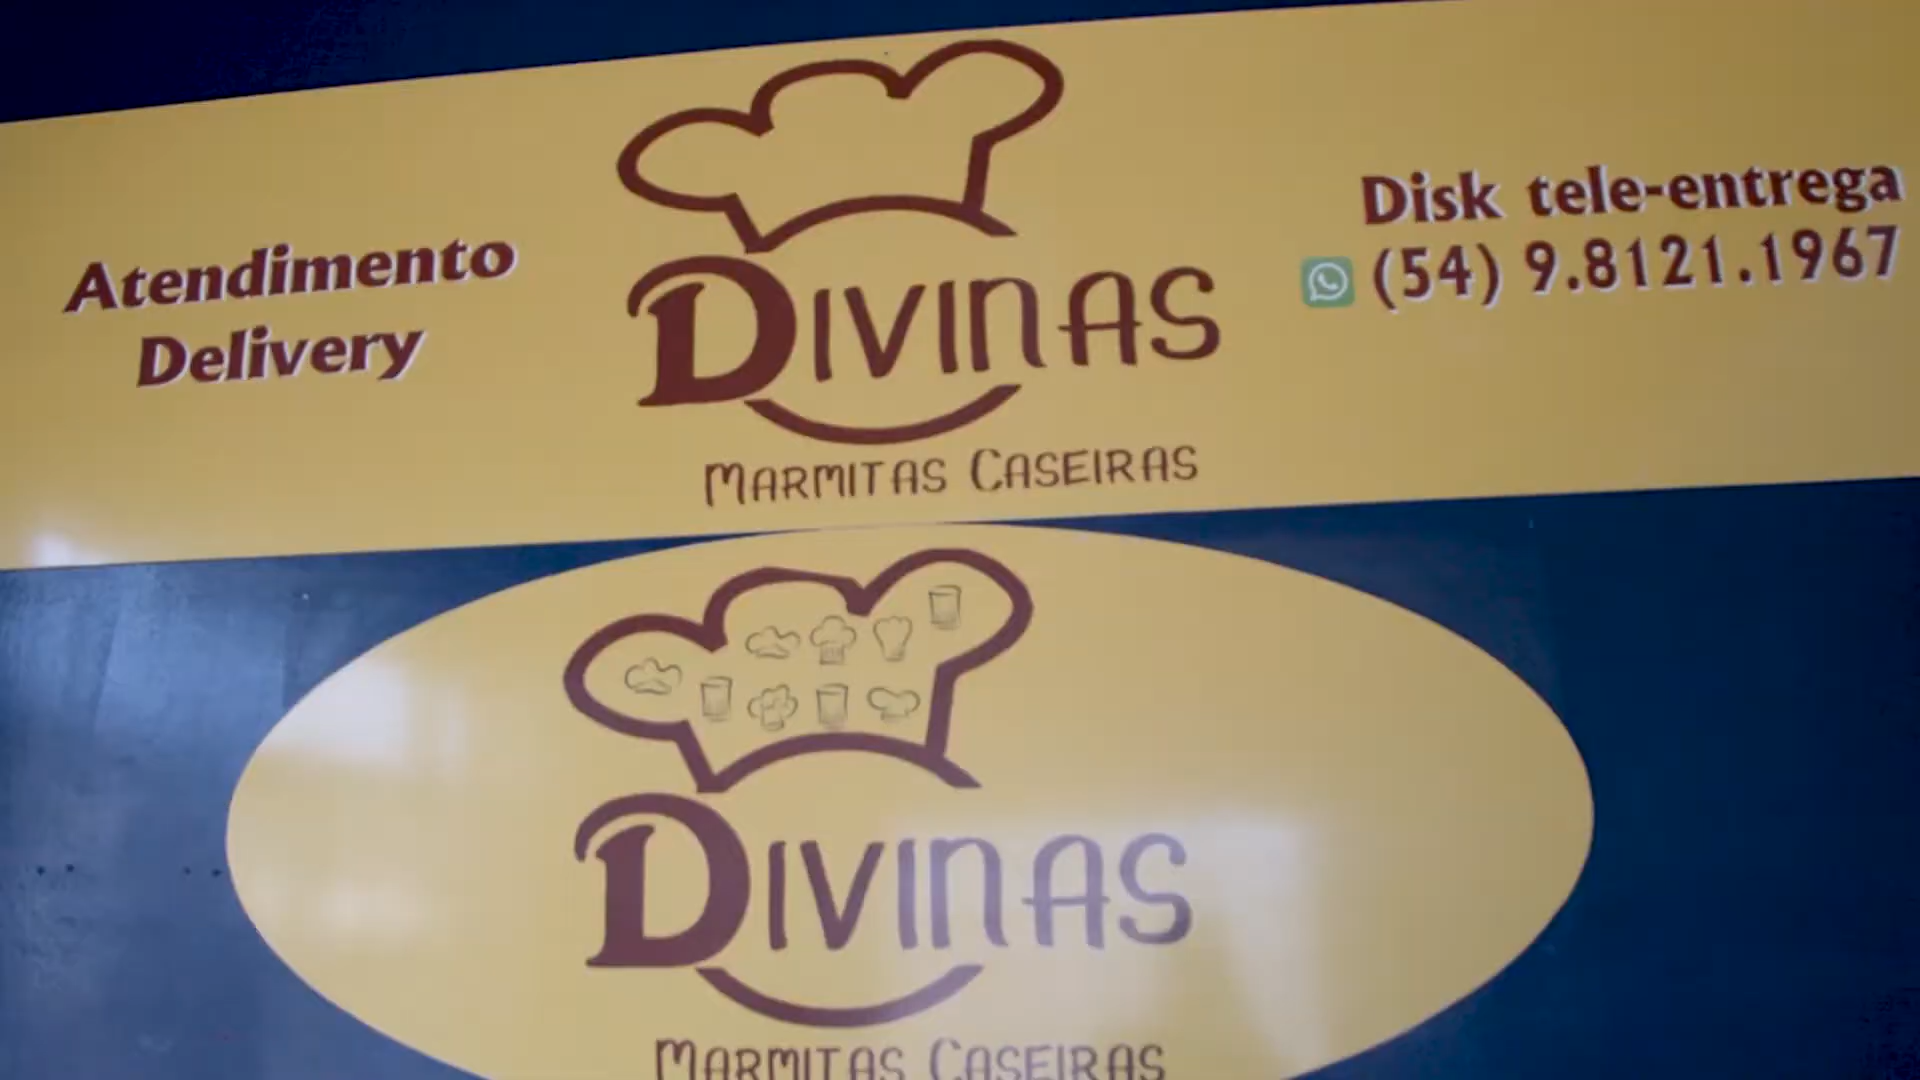 Atendimento
Delivery
DIVINAS
MARMITAS CASEIRAS
Disk tele-entrega
(54) 9.8121.1967
DIVINAS
MARMITAS CASEIRAS